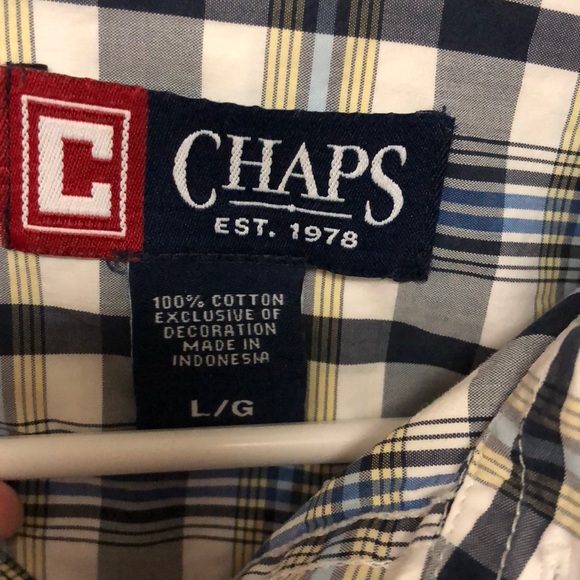 C
CHAPS
EST. 1978
100% COTTON
EXCLUSIVE OF
DECORATION
MADE IN
INDONESIA
L/G